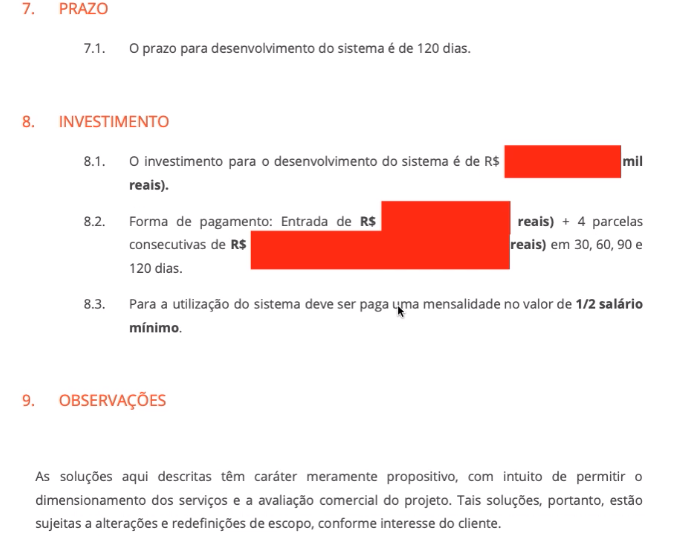 7. PRAZO
7.1. O prazo para desenvolvimento do sistema é de 120 dias.
8. INVESTIMENTO
8.1. O investimento para o desenvolvimento do sistema é de R$ mil
reais).
8.2. Forma de pagamento: Entrada de R$ reais) + 4 parcelas
consecutivas de R$ reais) em 30, 60, 90 e
120 dias.
8.3. Para a utilização do sistema deve ser paga uma mensalidade no valor de 1/2 salário
mínimo.
9. OBSERVAÇÕES
As soluções aqui descritas têm caráter meramente propositivo, com intuito de permitir o
dimensionamento dos serviços e a avaliação comercial do projeto. Tais soluções, portanto, estão
sujeitas a alterações e redefinições de escopo, conforme interesse do cliente.